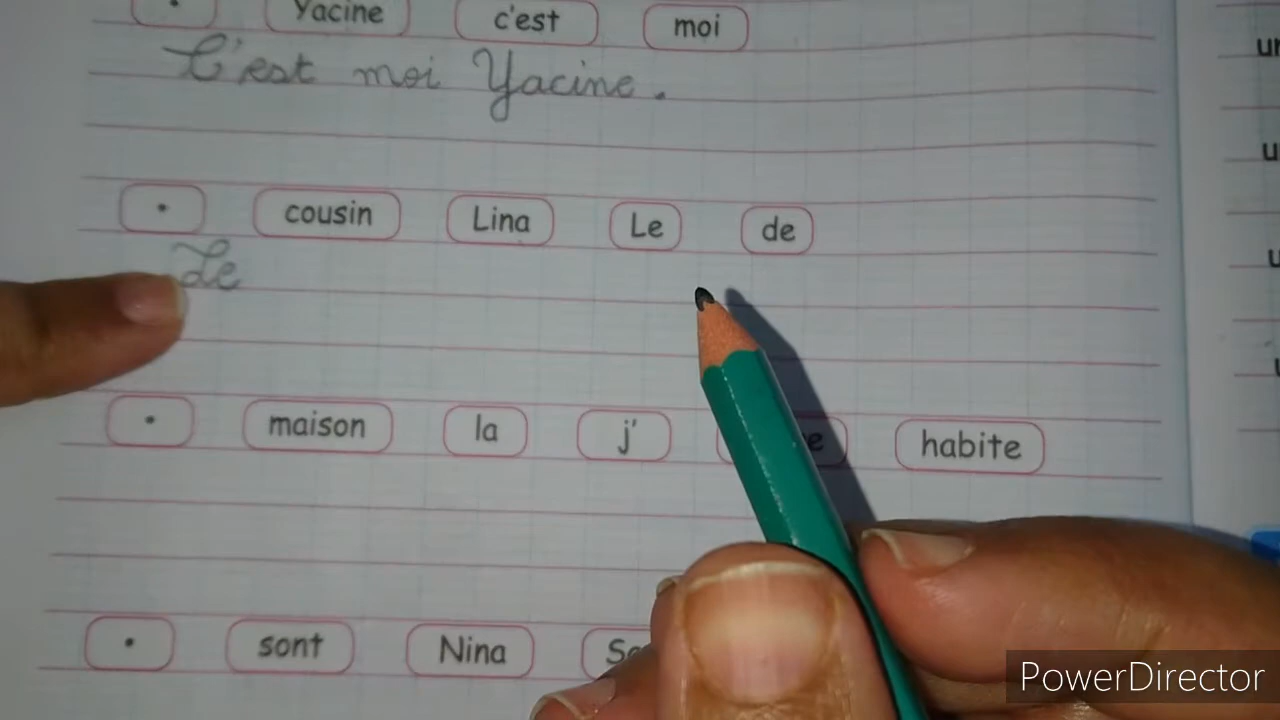 . Yacine c'est moi
C'est moi Yacine.
. cousin Lina Le de
Le
. maison la j' habite
. sont Nina
PowerDirector